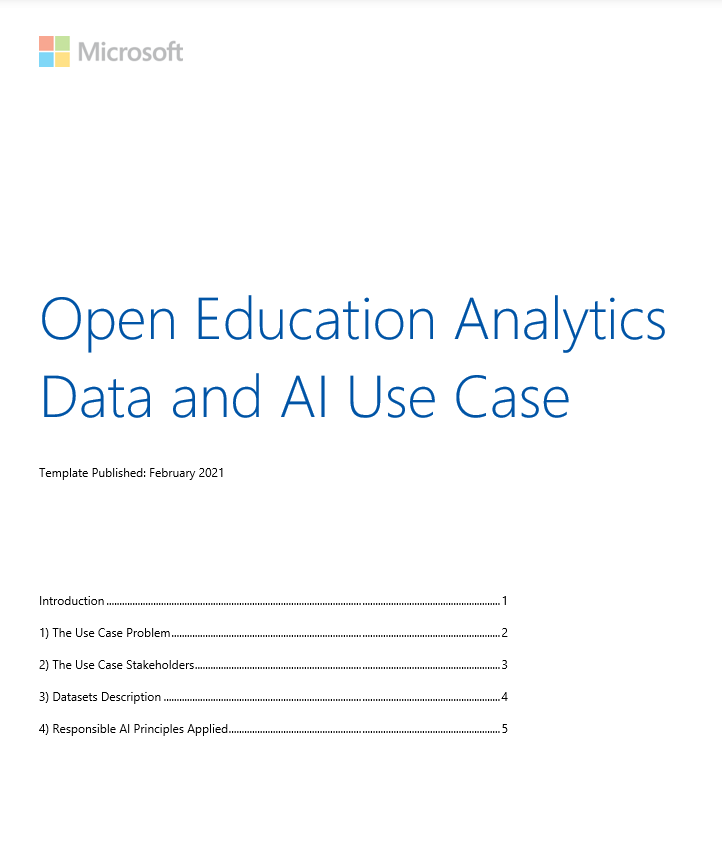 Microsoft
Open Education Analytics
Data and AI Use Case
Template Published: February 2021
Introduction ........................................................................................................................ 1
1) The Use Case Problem.................................................................................................... 2
2) The Use Case Stakeholders............................................................................................. 3
3) Datasets Description ...................................................................................................... 4
4) Responsible AI Principles Applied.................................................................................. 5